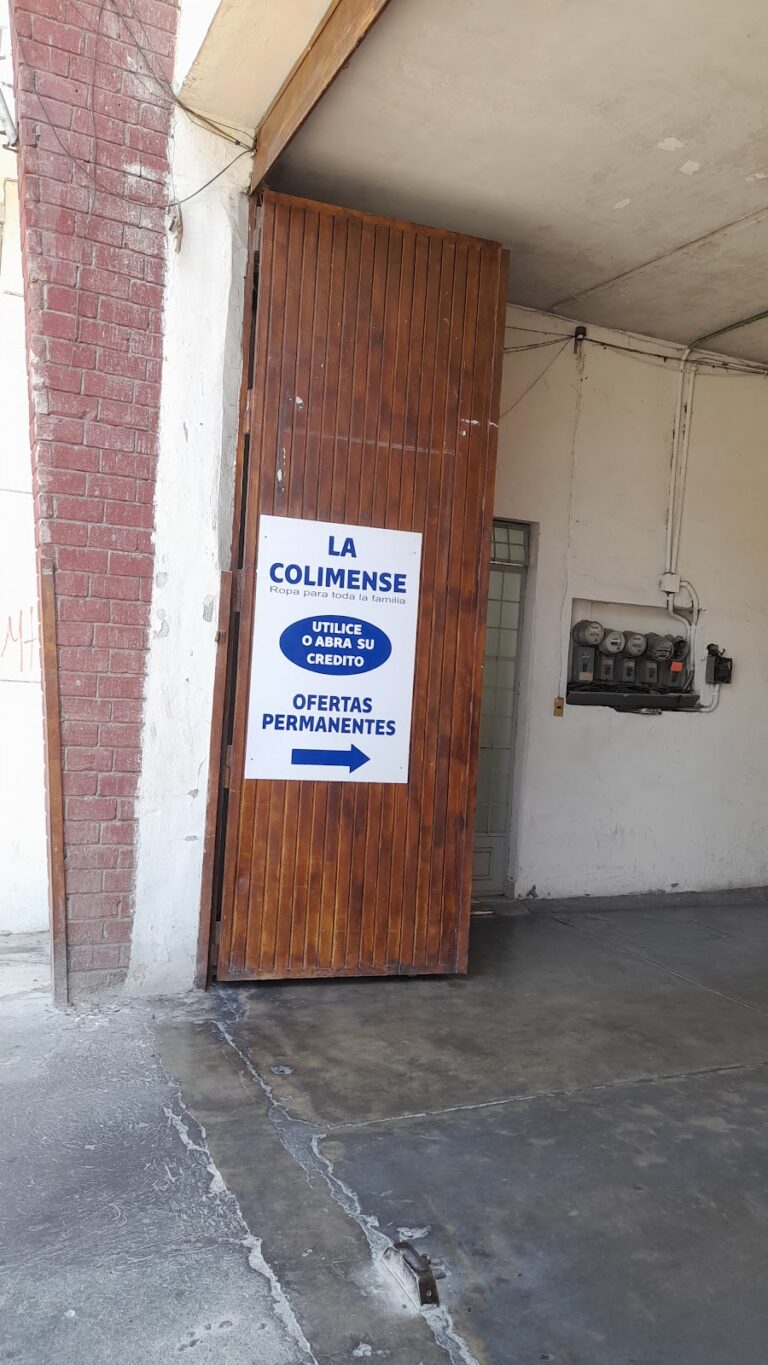 LA
COLIMENSE
Ropa para toda la familia
UTILICE
O ABRA SU
CREDITO
OFERTAS
PERMANENTES